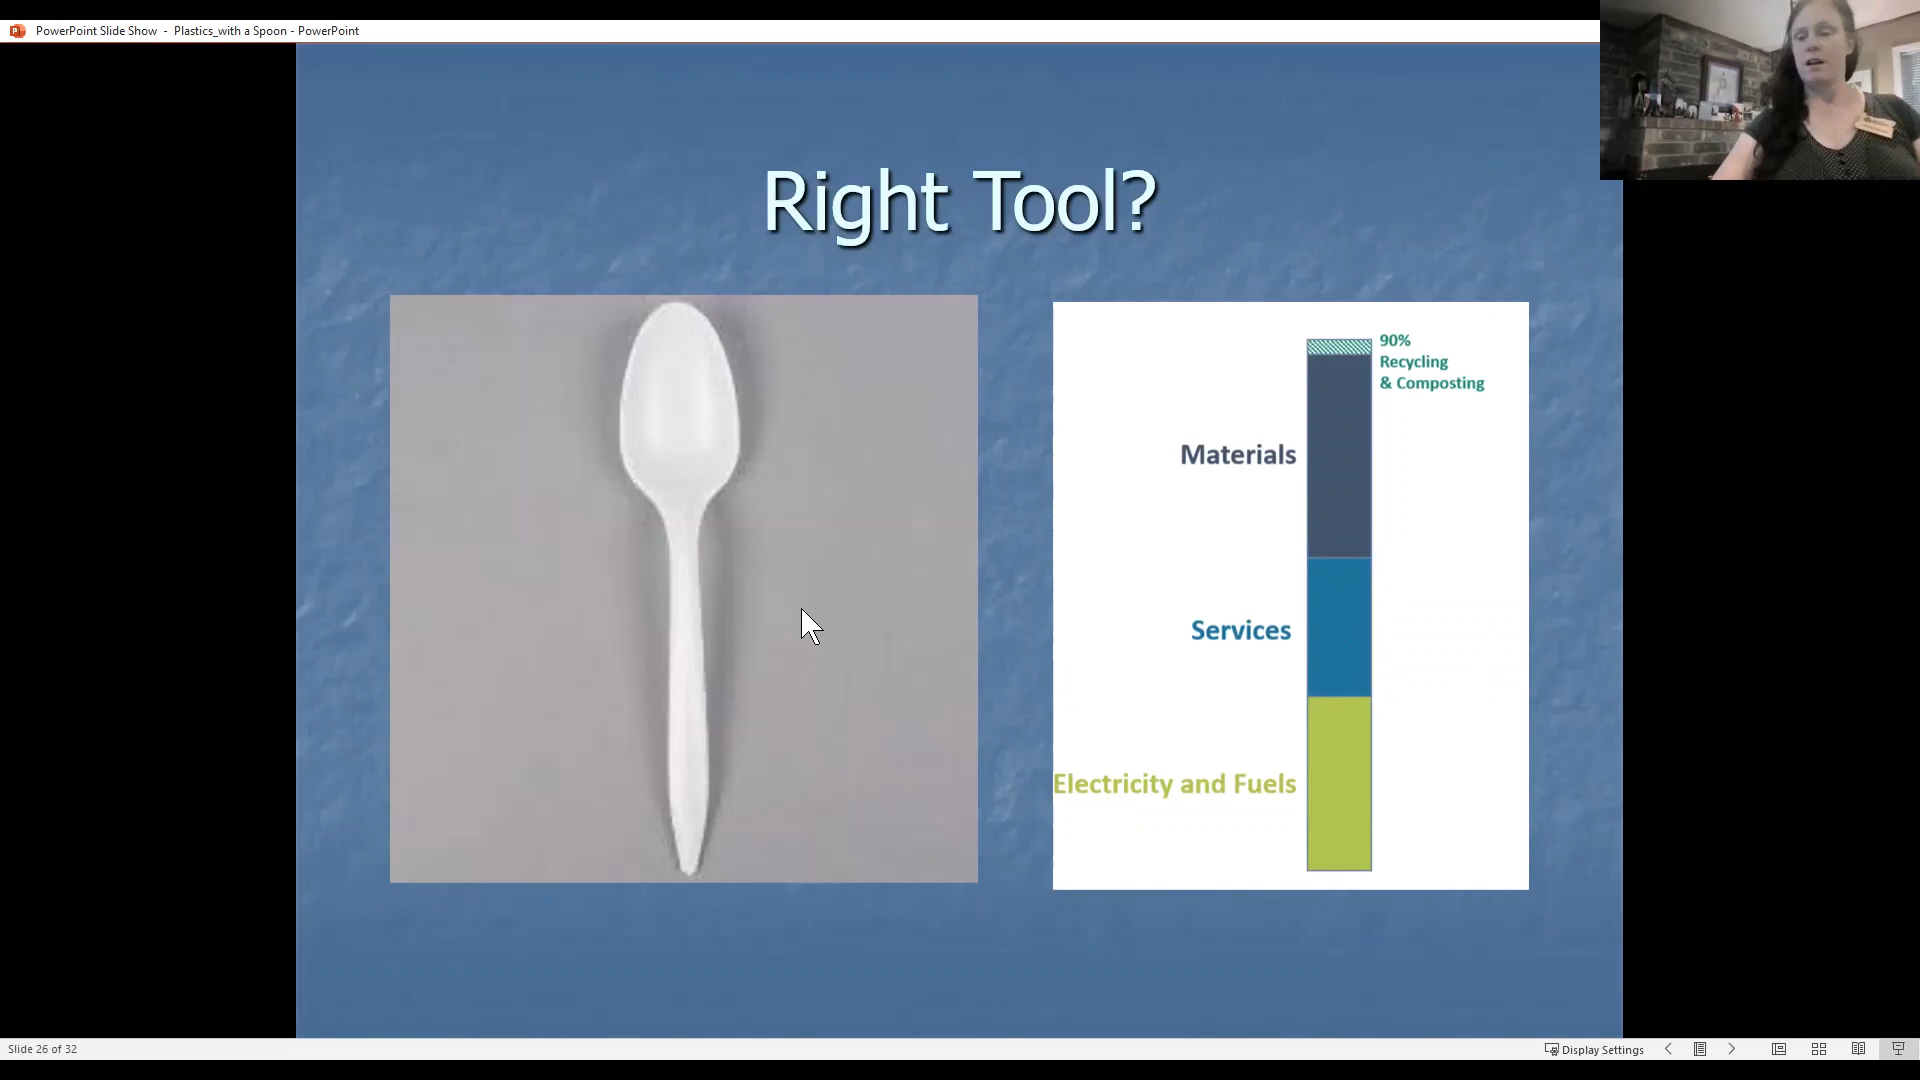 PowerPoint Slide Show - Plastics_with a Spoon - PowerPoint
Right Tool?
90%
Recycling
& Composting
Materials
Services
Electricity and Fuels
Slide 26 of 32
Display Settings